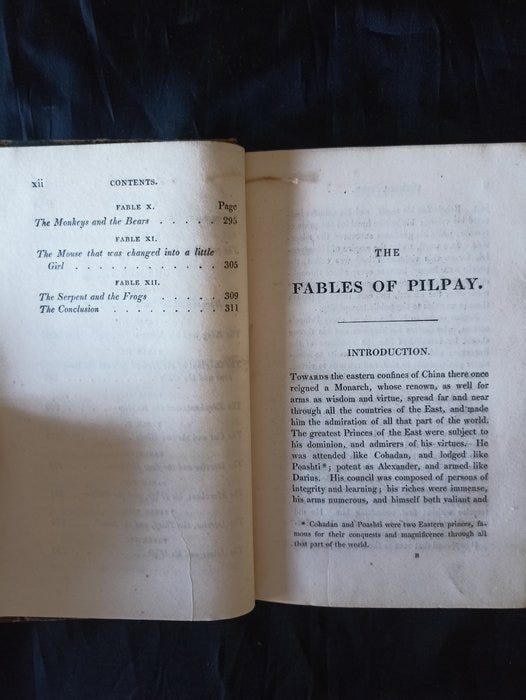 xii CONTENTS.
FABLE X. Page
The Monkeys and the Bears . . . . . 295
FABLE XI.
The Mouse that was changed into a little
Girl . . . . . . . . . . . 305
FABLE XII.
The Serpent and the Frogs . . . . . 309
The Conclusion . . . . . . . . 311
THE
FABLES OF PILPAY.
INTRODUCTION.
Towards the eastern confines of China there once
reigned a Monarch, whose renown, as well for
arms as wisdom and virtue, spread far and near
through all the countries of the East, and made
him the admiration of all that part of the world.
The greatest Princes of the East were subject to
his dominion, and admirers of his virtues. He
was attended like Cohadan, and lodged like
Poashti*; potent as Alexander, and armed like
Darius. His council was composed of persons of
integrity and learning; his riches were immense,
his arms numerous, and himself both valiant and
* Cohadan and Poashti were two Eastern princes, fa-
mous for their conquests and magnificence through all
that part of the world.
B